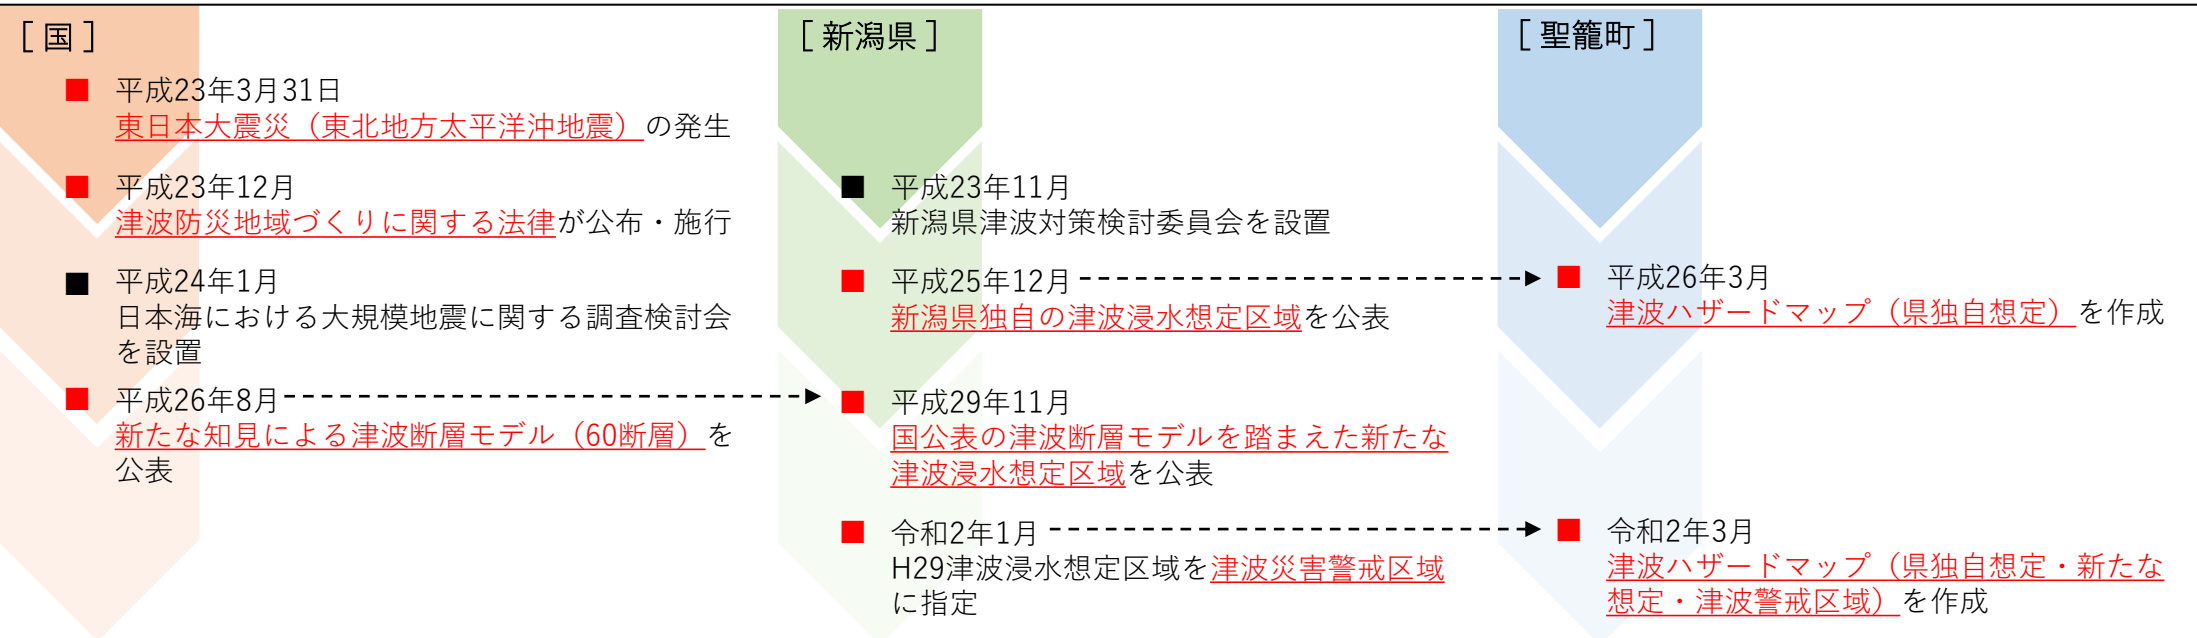 ［ 国 ］
■ 平成23年3月31日
東日本大震災（東北地方太平洋沖地震）の発生
■ 平成23年12月
津波防災地域づくりに関する法律が公布・施行
■ 平成24年1月
日本海における大規模地震に関する調査検討会
を設置
■ 平成26年8月
新たな知見による津波断層モデル（60断層）を
公表
［ 新潟県 ］
■ 平成23年11月
新潟県津波対策検討委員会を設置
■ 平成25年12月
新潟県独自の津波浸水想定区域を公表
■ 平成29年11月
国公表の津波断層モデルを踏まえた新たな
津波浸水想定区域を公表
■ 令和2年1月
H29津波浸水想定区域を津波災害警戒区域
に指定
［ 聖籠町 ］
■ 平成26年3月
津波ハザードマップ（県独自想定）を作成
■ 令和2年3月
津波ハザードマップ（県独自想定・新たな
想定・津波警戒区域）を作成